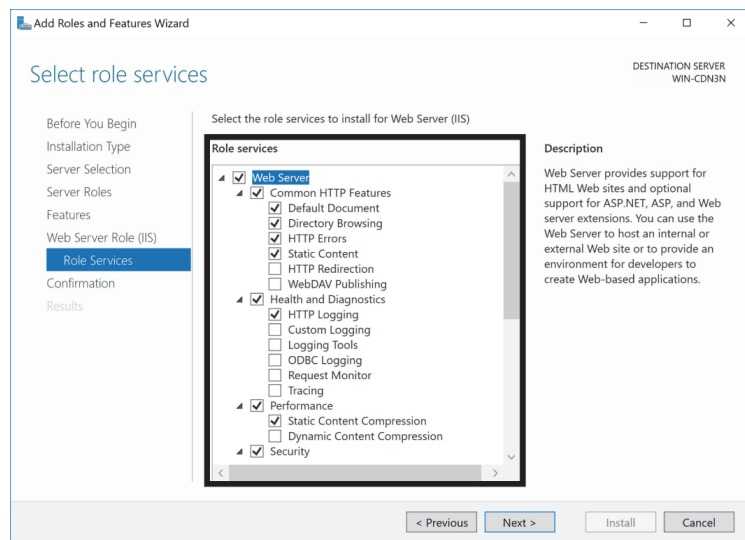 Add Roles and Features Wizard
Select role services
DESTINATION SERVER
WIN-CDN3N
Before You Begin
Installation Type
Server Selection
Server Roles
Features
Web Server Role (IIS)
Role Services
Confirmation
Results
Select the role services to install for Web Server (IIS)
Role services
Web Server
Common HTTP Features
Default Document
Directory Browsing
HTTP Errors
Static Content
HTTP Redirection
WebDAV Publishing
Health and Diagnostics
HTTP Logging
Custom Logging
Logging Tools
ODBC Logging
Request Monitor
Tracing
Performance
Static Content Compression
Dynamic Content Compression
Security
Description
Web Server provides support for
HTML Web sites and optional
support for ASP.NET, ASP, and Web
server extensions. You can use the
Web Server to host an internal or
external Web site or to provide an
environment for developers to
create Web-based applications.
< Previous
Next >
Install
Cancel